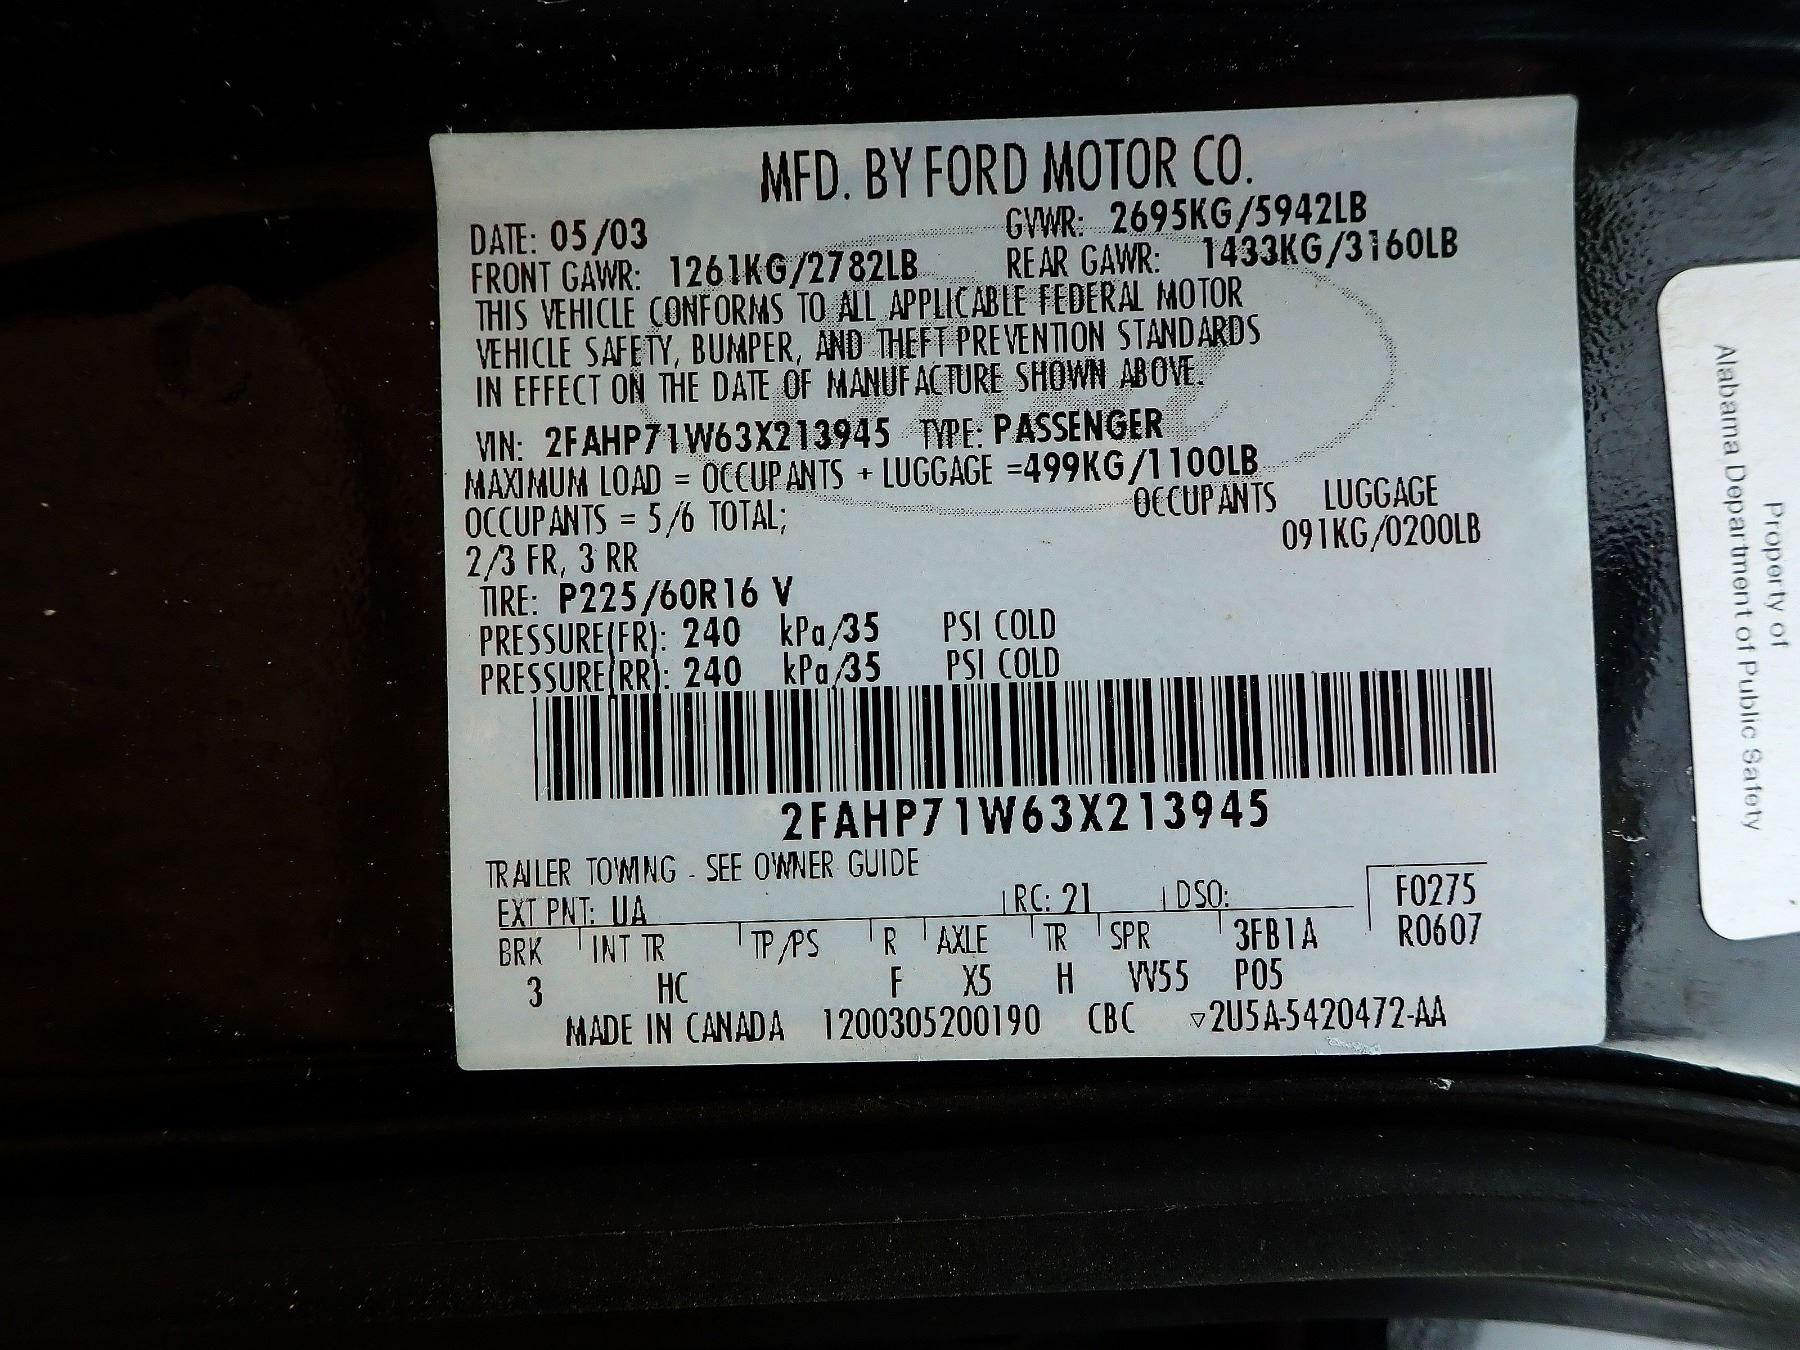 MFD. BY FORD MOTOR CO.
DATE: 05/03 GVWR: 2695KG/5942LB
FRONT GAWR: 1261KG/2782LB REAR GAWR: 1433KG/3160LB
THIS VEHICLE CONFORMS TO ALL APPLICABLE FEDERAL MOTOR
VEHICLE SAFETY, BUMPER, AND THEFT PREVENTION STANDARDS
IN EFFECT ON THE DATE OF MANUFACTURE SHOWN ABOVE.
VIN: 2FAHP71W63X213945 TYPE: PASSENGER
MAXIMUM LOAD = OCCUPANTS + LUGGAGE =499KG/1100LB
OCCUPANTS = 5/6 TOTAL; OCCUPANTS LUGGAGE
2/3 FR, 3 RR 091KG/0200LB
TIRE: P225/60R16 V
PRESSURE(FR): 240 kPa/35 PSI COLD
PRESSURE(RR): 240 kPa/35 PSI COLD
2FAHP71W63X213945
TRAILER TOWING - SEE OWNER GUIDE
EXT PNT: UA RC: 21 DSO: F0275
BRK INT TR TP/PS R AXLE TR SPR 3FB1A R0607
3 HC F X5 H VV55 P05
MADE IN CANADA 1200305200190 CBC ▽2U5A-5420472-AA
Property of
Alabama Department of Public Safety